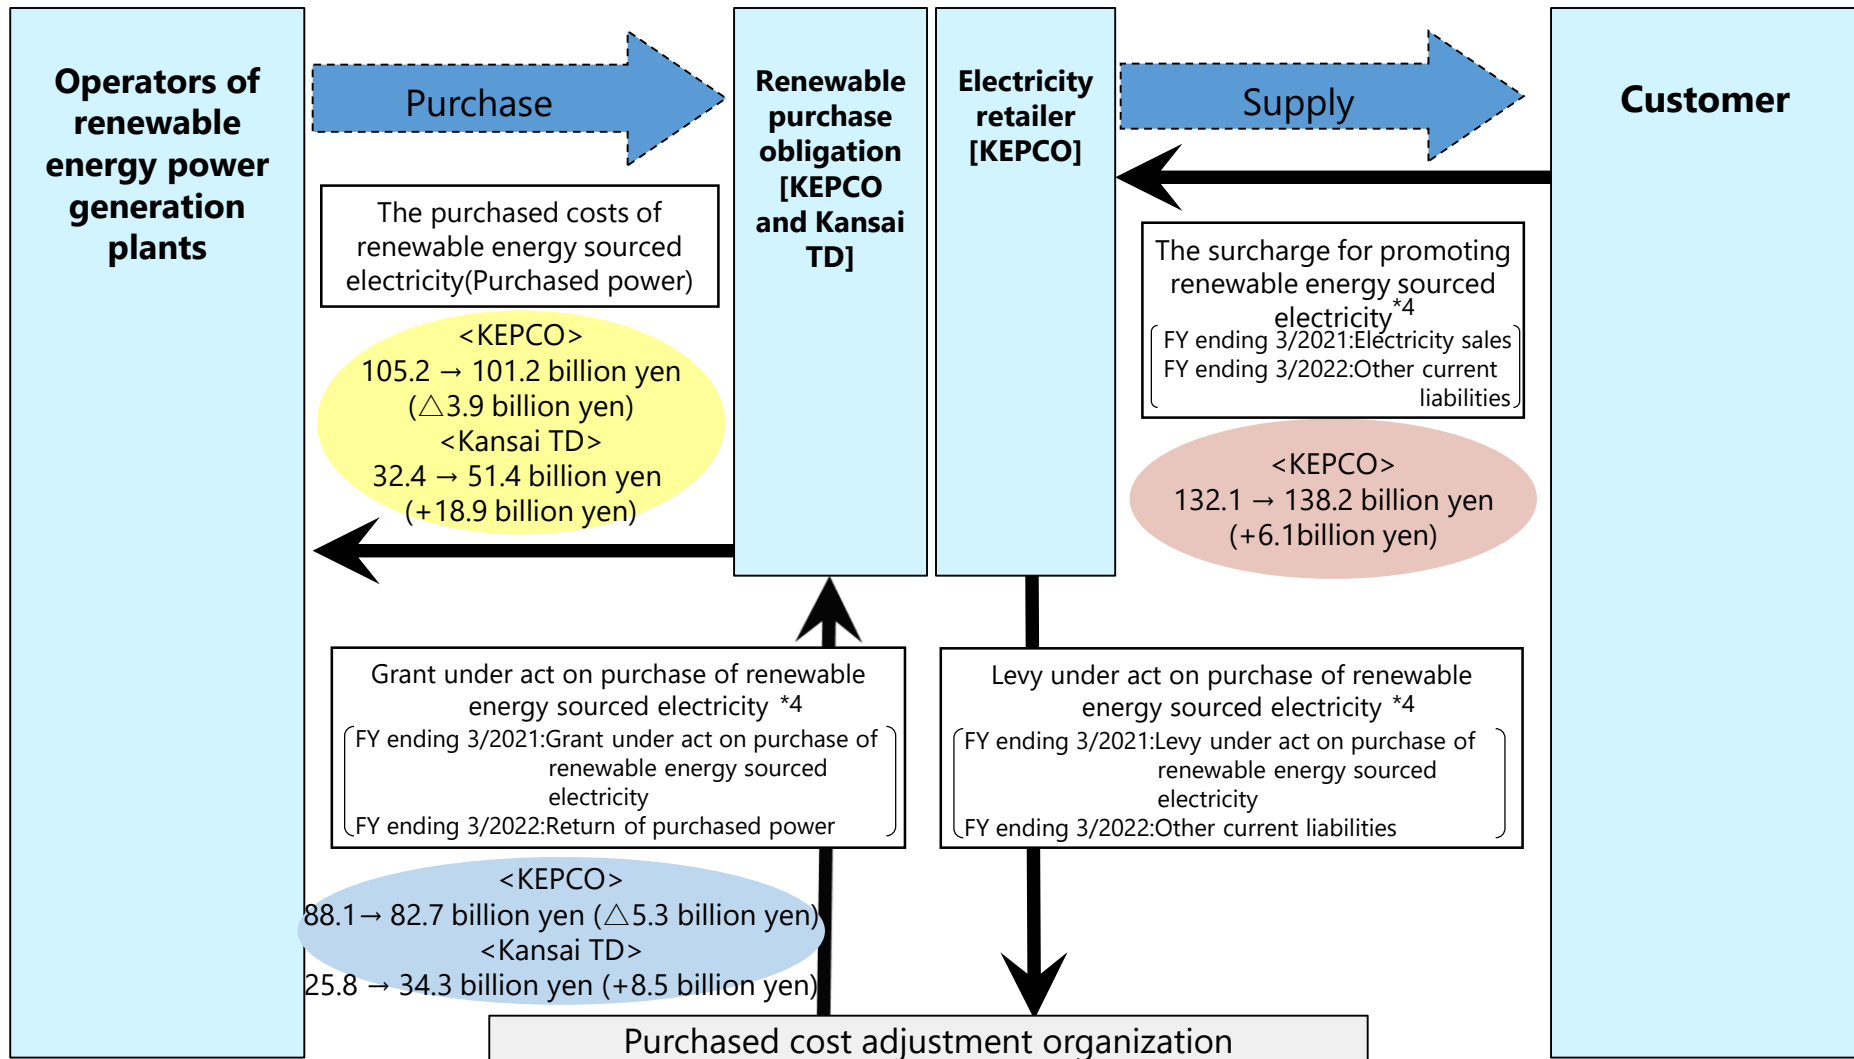 Operators of
renewable
energy power
generation
plants
Purchase
The purchased costs of
renewable energy sourced
electricity(Purchased power)
<KEPCO>
105.2 → 101.2 billion yen
(△3.9 billion yen)
<Kansai TD>
32.4 → 51.4 billion yen
(+18.9 billion yen)
Renewable
purchase
obligation
[KEPCO
and Kansai
TD]
Electricity
retailer
[KEPCO]
Supply
The surcharge for promoting
renewable energy sourced
electricity*4
FY ending 3/2021:Electricity sales
FY ending 3/2022:Other current
liabilities
<KEPCO>
132.1 → 138.2 billion yen
(+6.1billion yen)
Customer
Grant under act on purchase of renewable
energy sourced electricity *4
FY ending 3/2021:Grant under act on purchase of
renewable energy sourced
electricity
FY ending 3/2022:Return of purchased power
<KEPCO>
88.1→ 82.7 billion yen (△5.3 billion yen)
<Kansai TD>
25.8 → 34.3 billion yen (+8.5 billion yen)
Levy under act on purchase of renewable
energy sourced electricity *4
FY ending 3/2021:Levy under act on purchase of
renewable energy sourced
electricity
FY ending 3/2022:Other current liabilities
Purchased cost adjustment organization